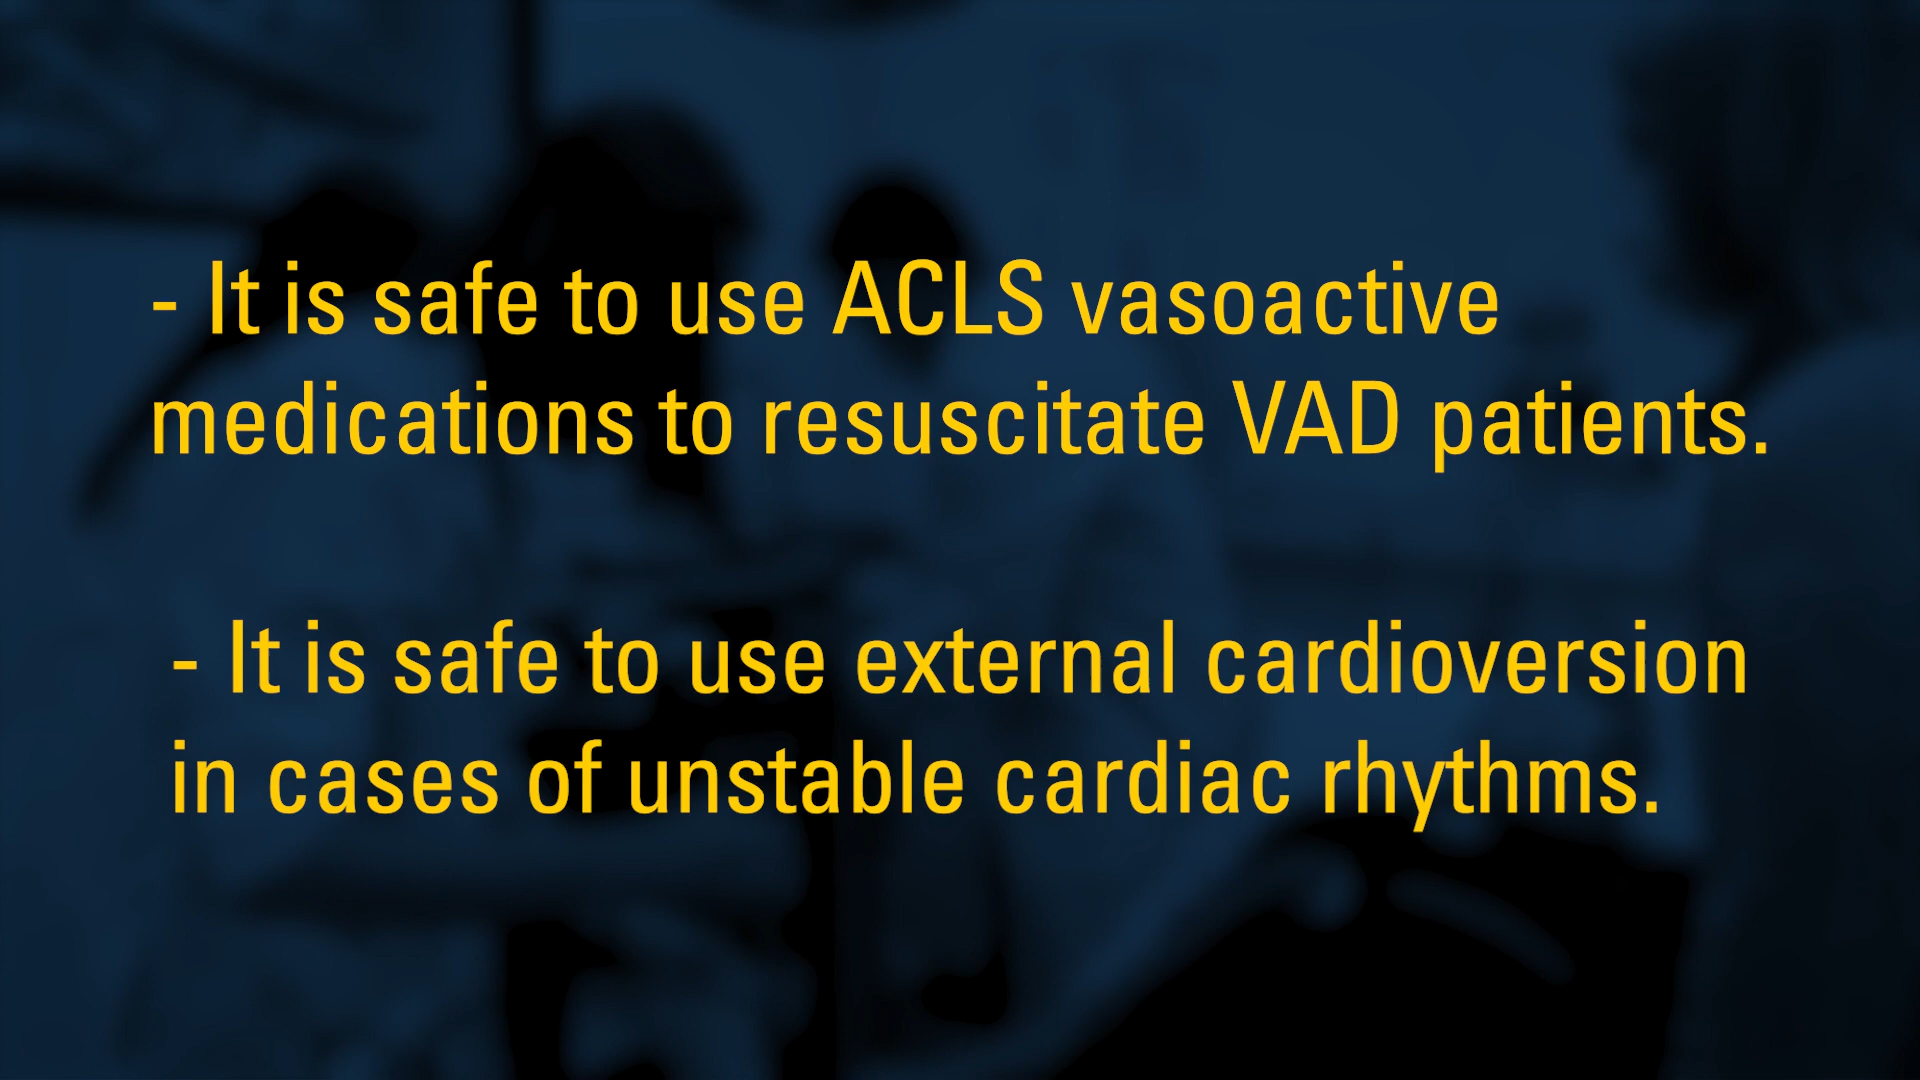 - It is safe to use ACLS vasoactive
medications to resuscitate VAD patients.
- It is safe to use external cardioversion
in cases of unstable cardiac rhythms.